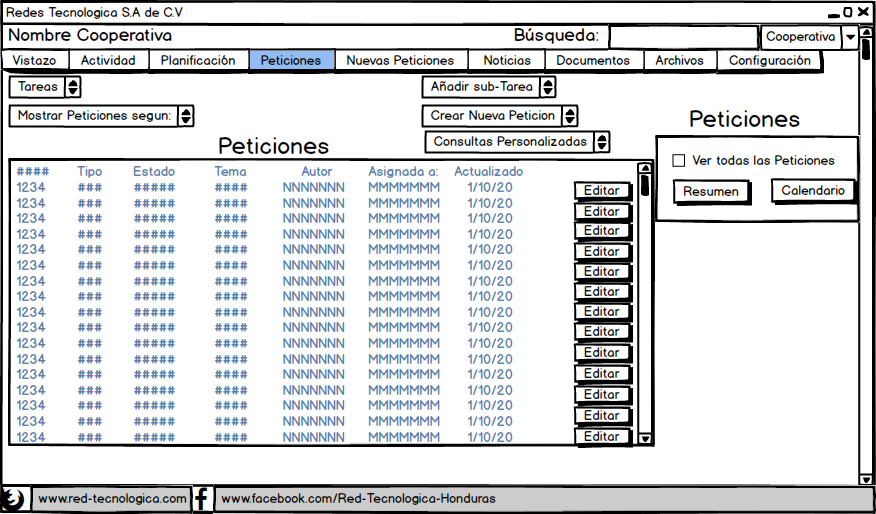 Redes Tecnologica S.A de C.V
Nombre Cooperativa Búsqueda: Cooperativa
Vistazo Actividad Planificación Peticiones Nuevas Peticiones Noticias Documentos Archivos Configuración
Tareas Añadir sub-Tarea
Mostrar Peticiones segun: Crear Nueva Peticion Peticiones
Peticiones Consultas Personalizadas
Ver todas las Peticiones
Resumen Calendario
#### Tipo Estado Tema Autor Asignada a: Actualizado
1234 ### ##### #### NNNNNNN MMMMMMM 1/10/20 Editar
1234 ### ##### #### NNNNNNN MMMMMMM 1/10/20 Editar
1234 ### ##### #### NNNNNNN MMMMMMM 1/10/20 Editar
1234 ### ##### #### NNNNNNN MMMMMMM 1/10/20 Editar
1234 ### ##### #### NNNNNNN MMMMMMM 1/10/20 Editar
1234 ### ##### #### NNNNNNN MMMMMMM 1/10/20 Editar
1234 ### ##### #### NNNNNNN MMMMMMM 1/10/20 Editar
1234 ### ##### #### NNNNNNN MMMMMMM 1/10/20 Editar
1234 ### ##### #### NNNNNNN MMMMMMM 1/10/20 Editar
1234 ### ##### #### NNNNNNN MMMMMMM 1/10/20 Editar
1234 ### ##### #### NNNNNNN MMMMMMM 1/10/20 Editar
1234 ### ##### #### NNNNNNN MMMMMMM 1/10/20 Editar
1234 ### ##### #### NNNNNNN MMMMMMM 1/10/20 Editar
1234 ### ##### #### NNNNNNN MMMMMMM 1/10/20
1234 ### ##### #### NNNNNNN MMMMMMM 1/10/20
1234 ### ##### #### NNNNNNN MMMMMMM 1/10/20
1234 ### ##### #### NNNNNNN MMMMMMM 1/10/20
www.red-tecnologica.com www.facebook.com/Red-Tecnologica-Honduras